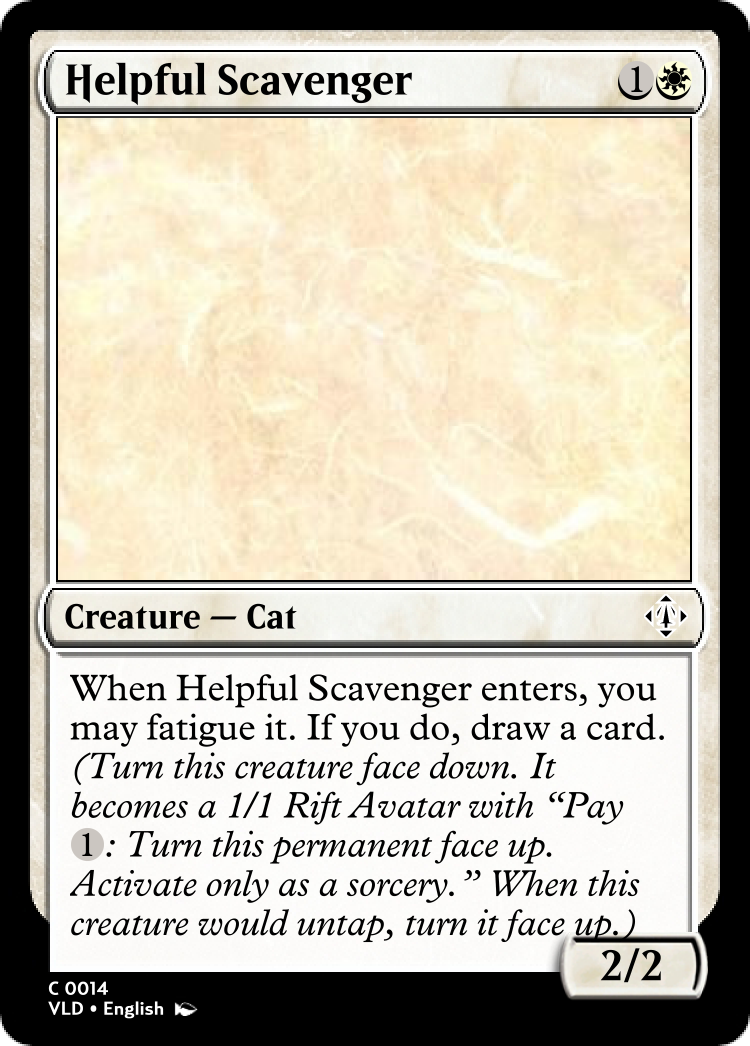 Helpful Scavenger 1
Creature — Cat
When Helpful Scavenger enters, you
may fatigue it. If you do, draw a card.
(Turn this creature face down. It
becomes a 1/1 Rift Avatar with “Pay
1: Turn this permanent face up.
Activate only as a sorcery.” When this
creature would untap, turn it face up.)
2/2
C 0014
VLD • English